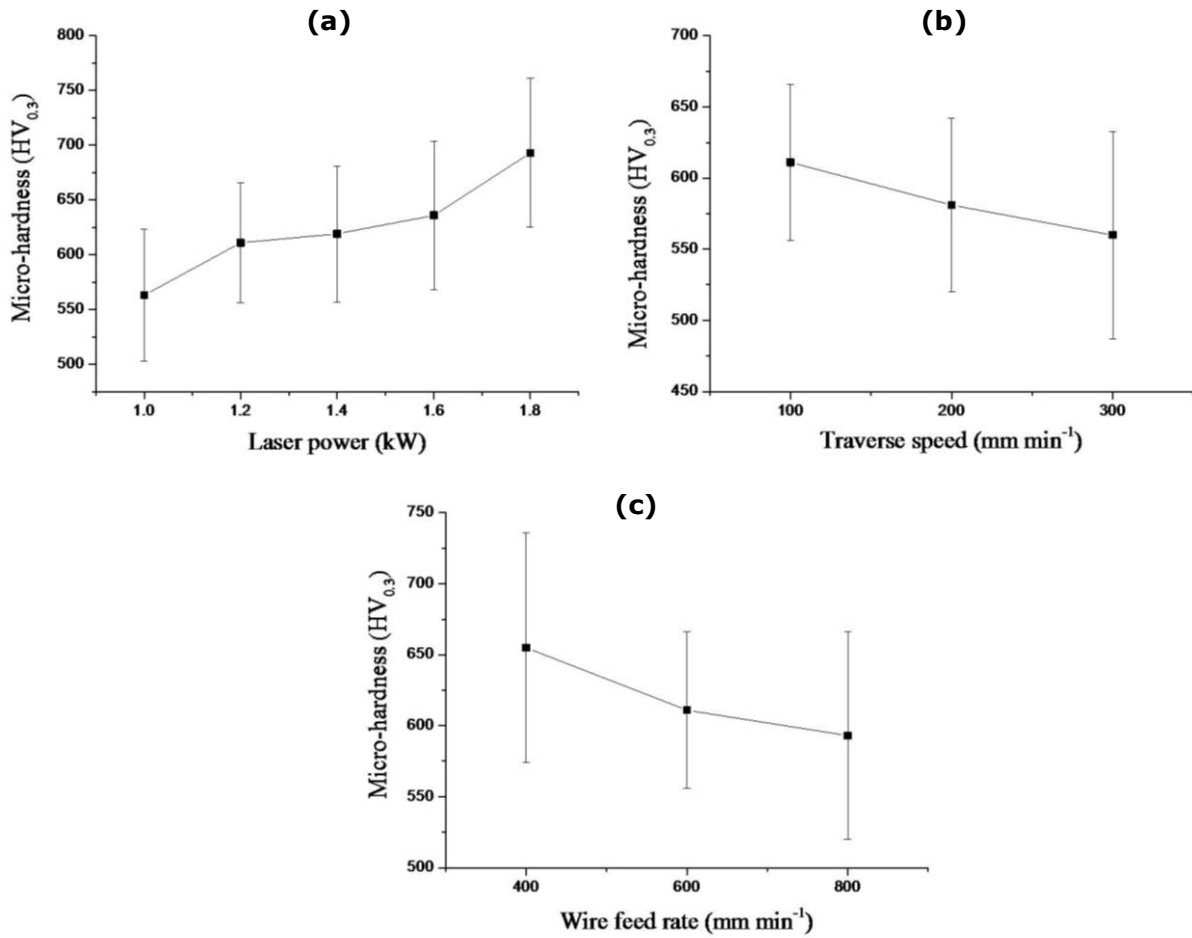 (a)
800
750
700
650
600
550
500
Micro-hardness (HV0.3)
1.0 1.2 1.4 1.6 1.8
Laser power (kW)
(b)
700
650
600
550
500
450
Micro-hardness (HV0.3)
100 200 300
Traverse speed (mm min-1)
(c)
750
700
650
600
550
500
Micro-hardness (HV0.3)
400 600 800
Wire feed rate (mm min-1)